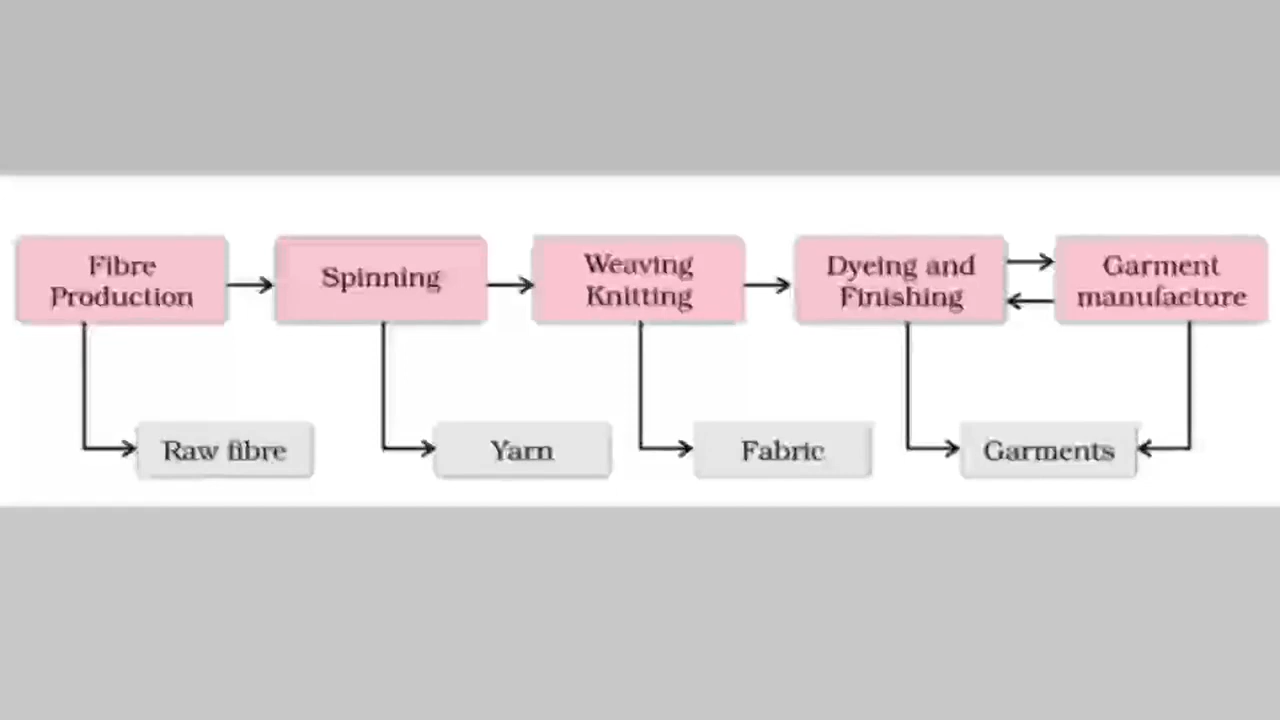 Fibre
Production
Spinning
Weaving
Knitting
Dyeing and
Finishing
Garment
manufacture
Raw fibre
Yarn
Fabric
Garments